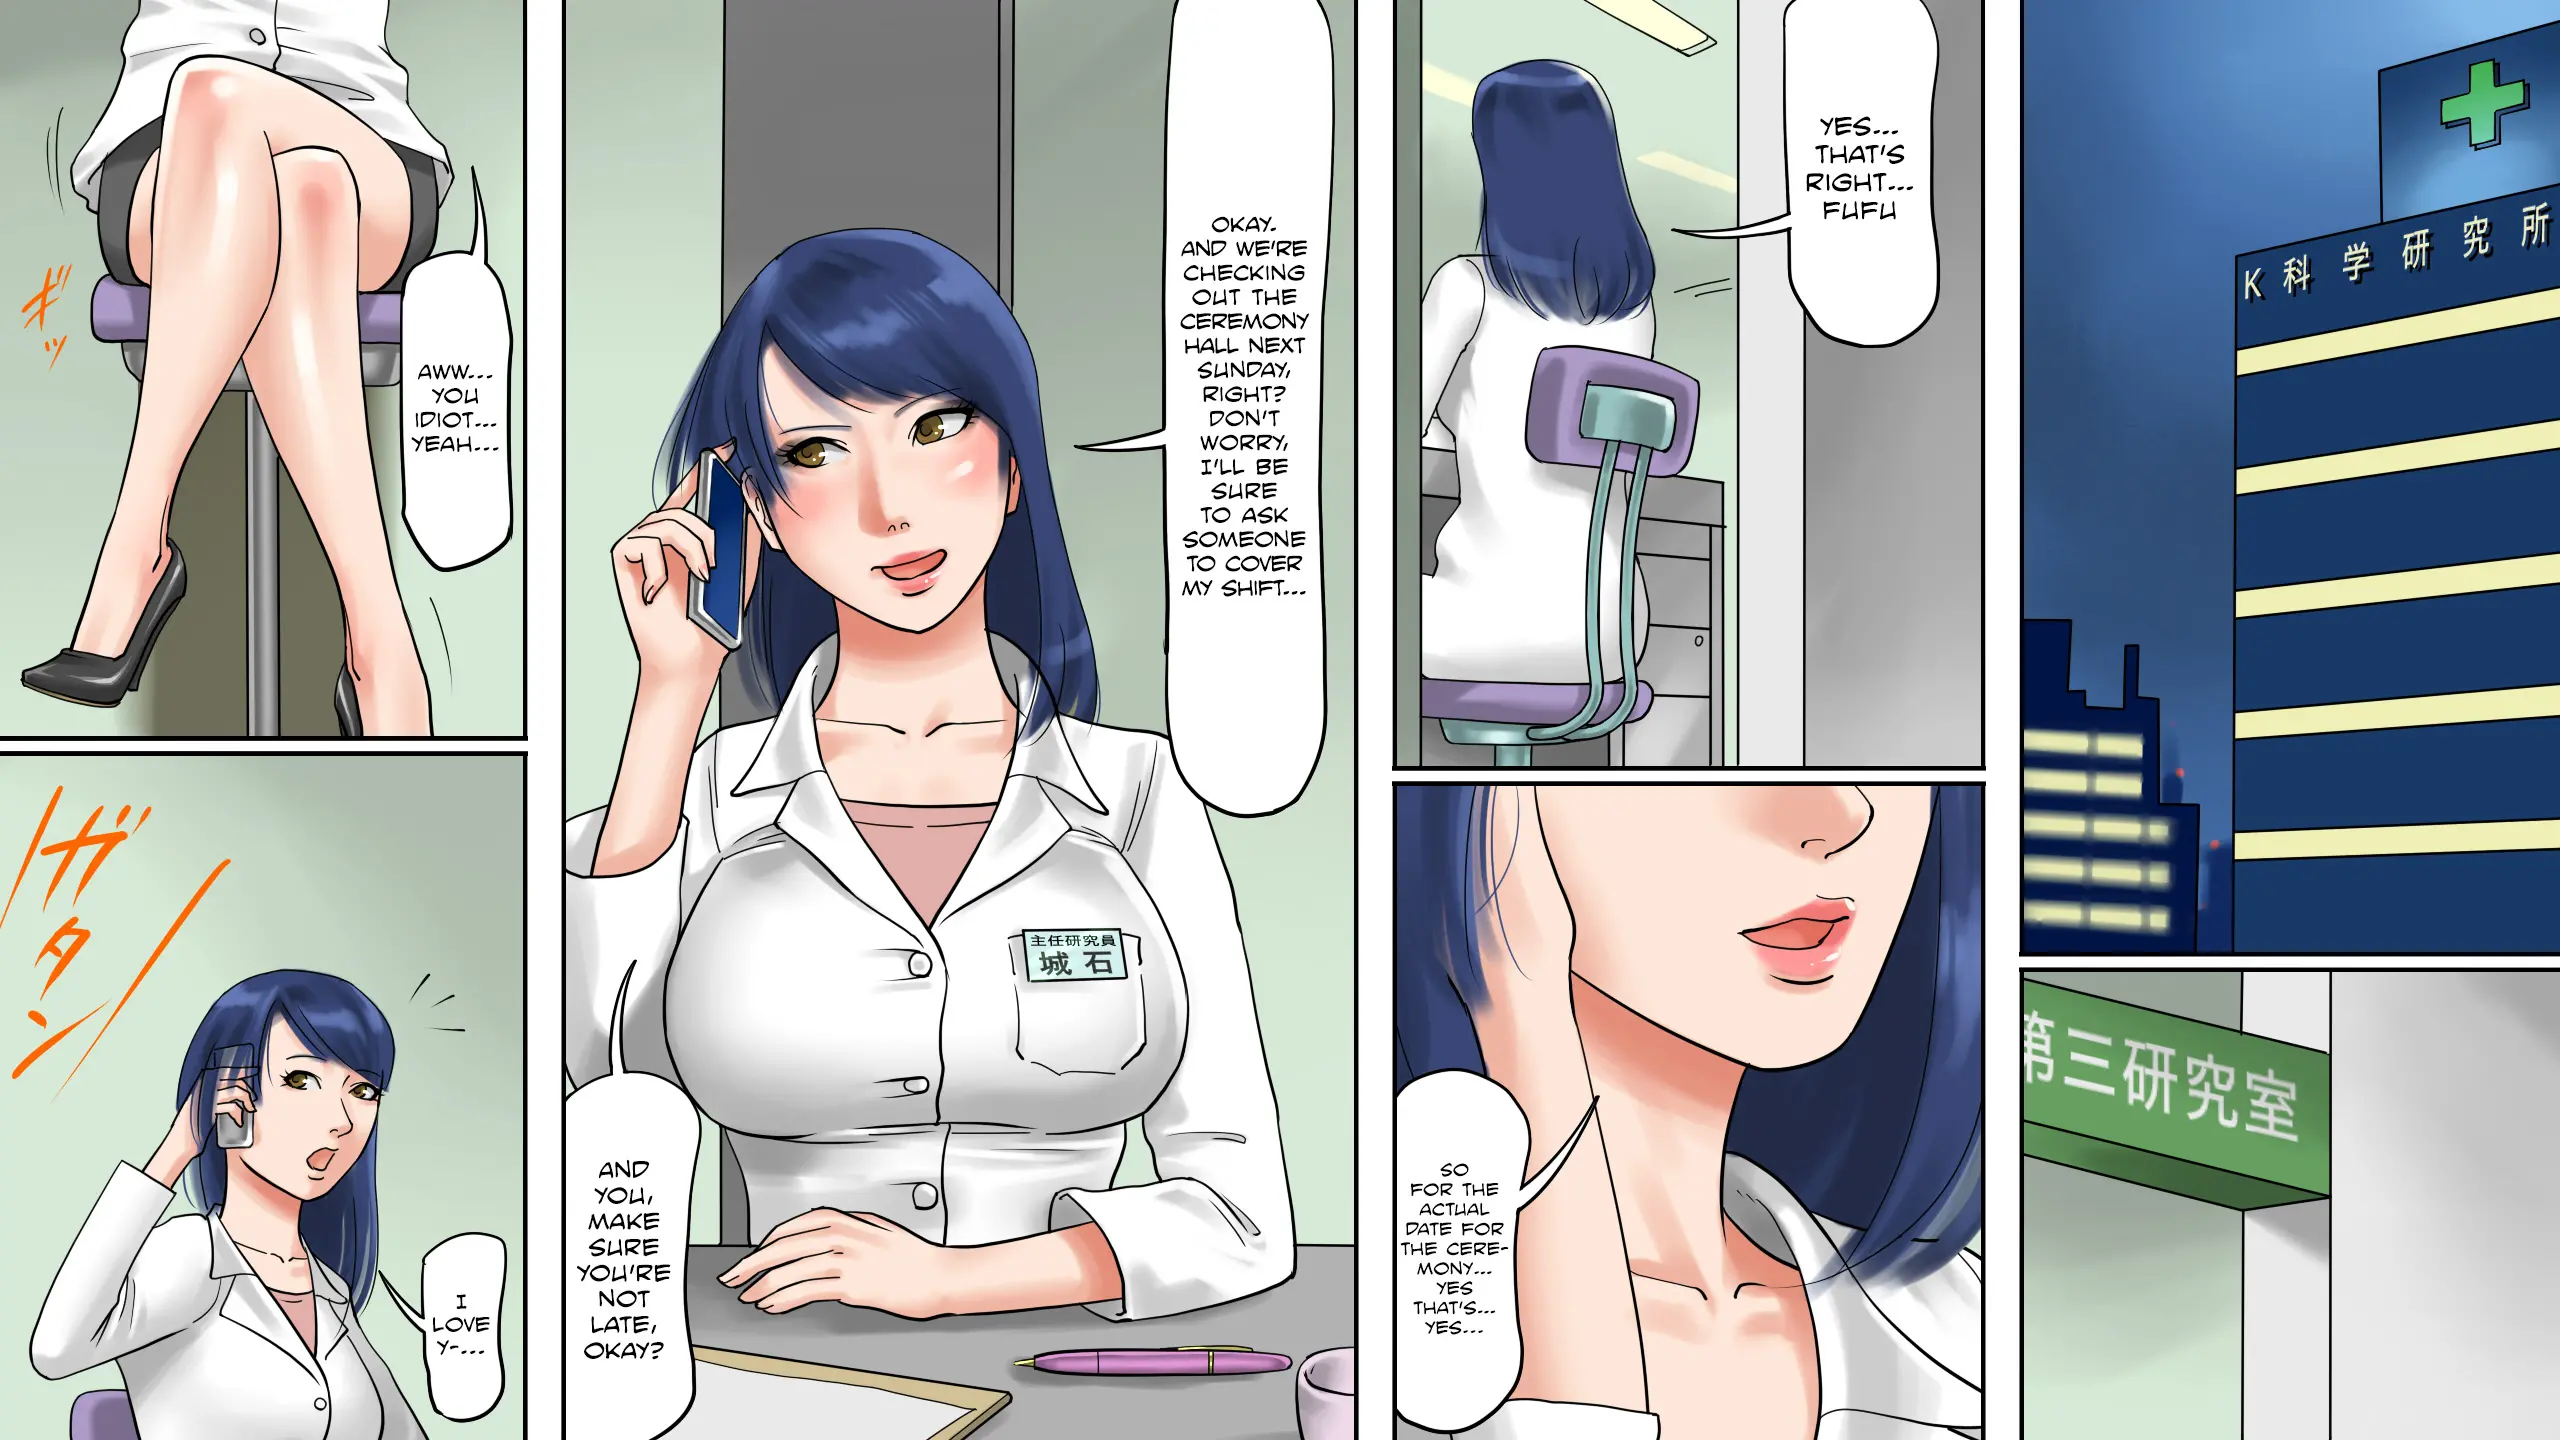 K科学研究所
第三研究室
YES...
THAT'S
RIGHT...
FUFU
SO
FOR THE
ACTUAL
DATE FOR
THE CERE-
MONY...
YES
THAT'S...
YES...
OKAY.
AND WE'RE
CHECKING
OUT THE
CEREMONY
HALL NEXT
SUNDAY,
RIGHT?
DON'T
WORRY,
I'LL BE
SURE
TO ASK
SOMEONE
TO COVER
MY SHIFT...
主任研究員
城石
AND
YOU,
MAKE
SURE
YOU'RE
NOT
LATE,
OKAY?
AWW...
YOU
IDIOT...
YEAH...
ギッ
ガタン
I
LOVE
Y-...